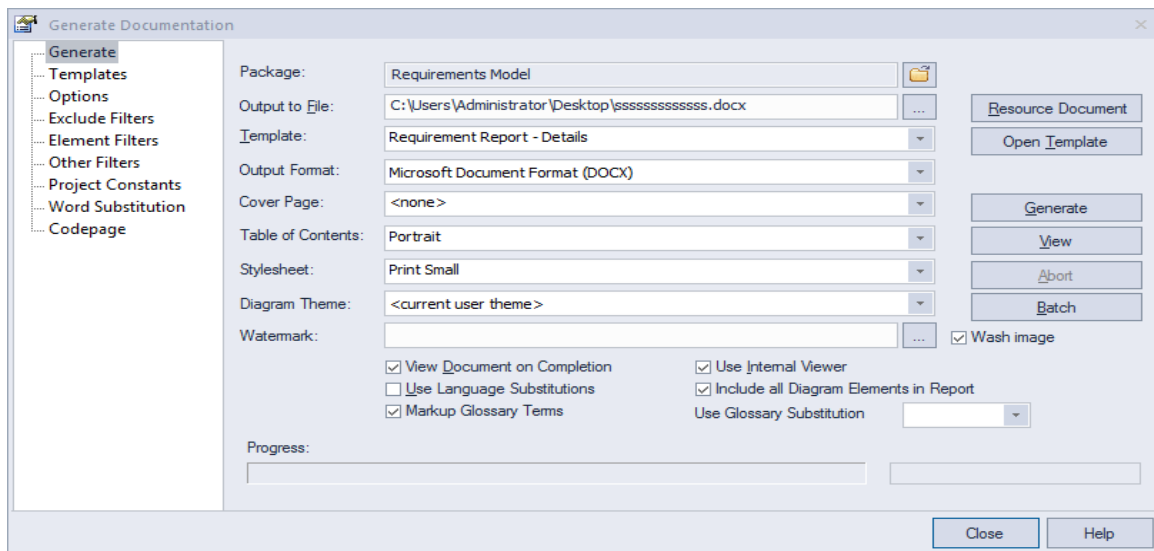 Generate Documentation
Generate
Templates
Options
Exclude Filters
Element Filters
Other Filters
Project Constants
Word Substitution
Codepage
Package: Requirements Model
Output to File: C:\Users\Administrator\Desktop\sssssssssssss.docx ... Resource Document
Template: Requirement Report - Details Open Template
Output Format: Microsoft Document Format (DOCX)
Cover Page: <none> Generate
Table of Contents: Portrait View
Stylesheet: Print Small Abort
Diagram Theme: <current user theme> Batch
Watermark: ... Wash image
View Document on Completion Use Internal Viewer
Use Language Substitutions Include all Diagram Elements in Report
Markup Glossary Terms Use Glossary Substitution
Progress:
Close Help